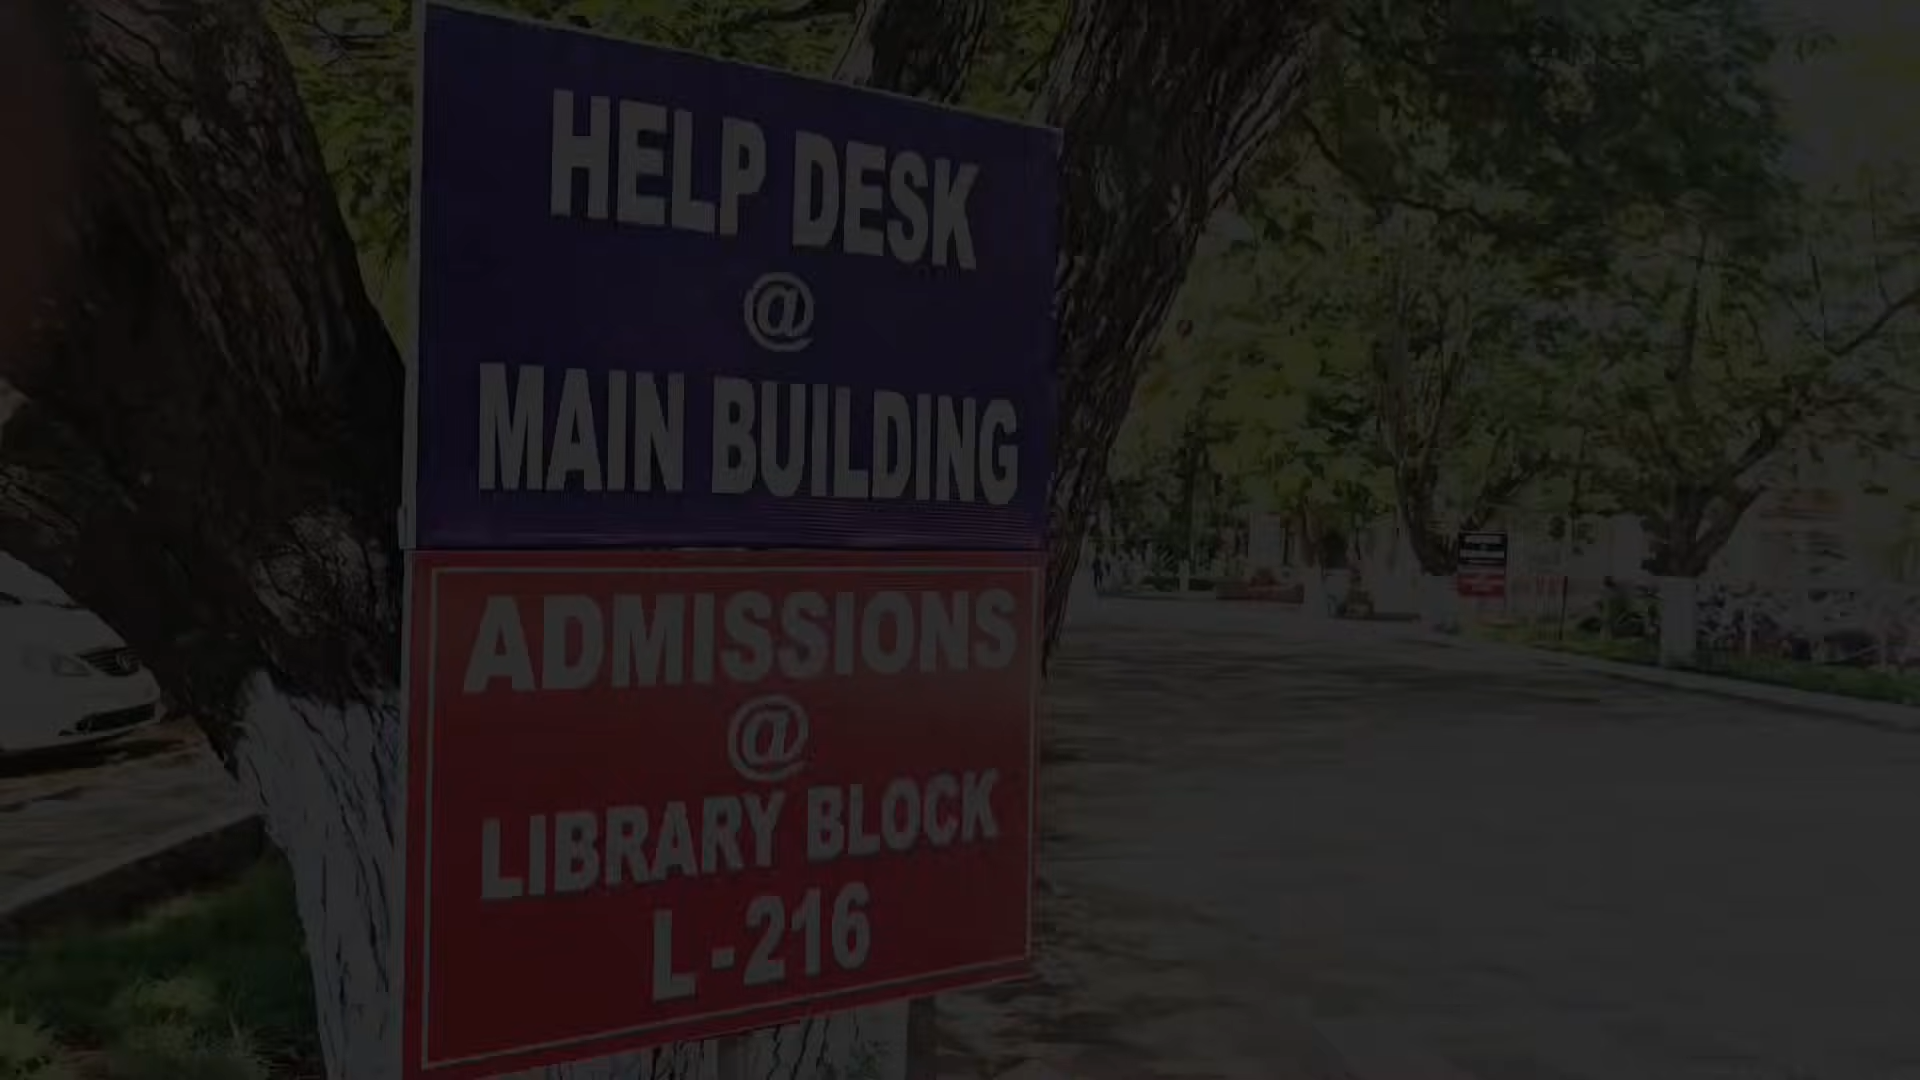 HELP DESK
@
MAIN BUILDING
ADMISSIONS
@
LIBRARY BLOCK
L-216